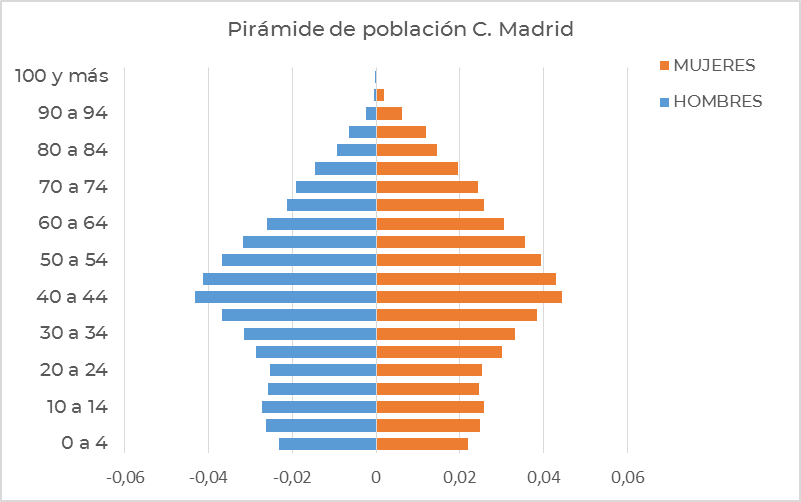 Pirámide de población C. Madrid
MUJERES
HOMBRES
100 y más
90 a 94
80 a 84
70 a 74
60 a 64
50 a 54
40 a 44
30 a 34
20 a 24
10 a 14
0 a 4
-0,06 -0,04 -0,02 0 0,02 0,04 0,06